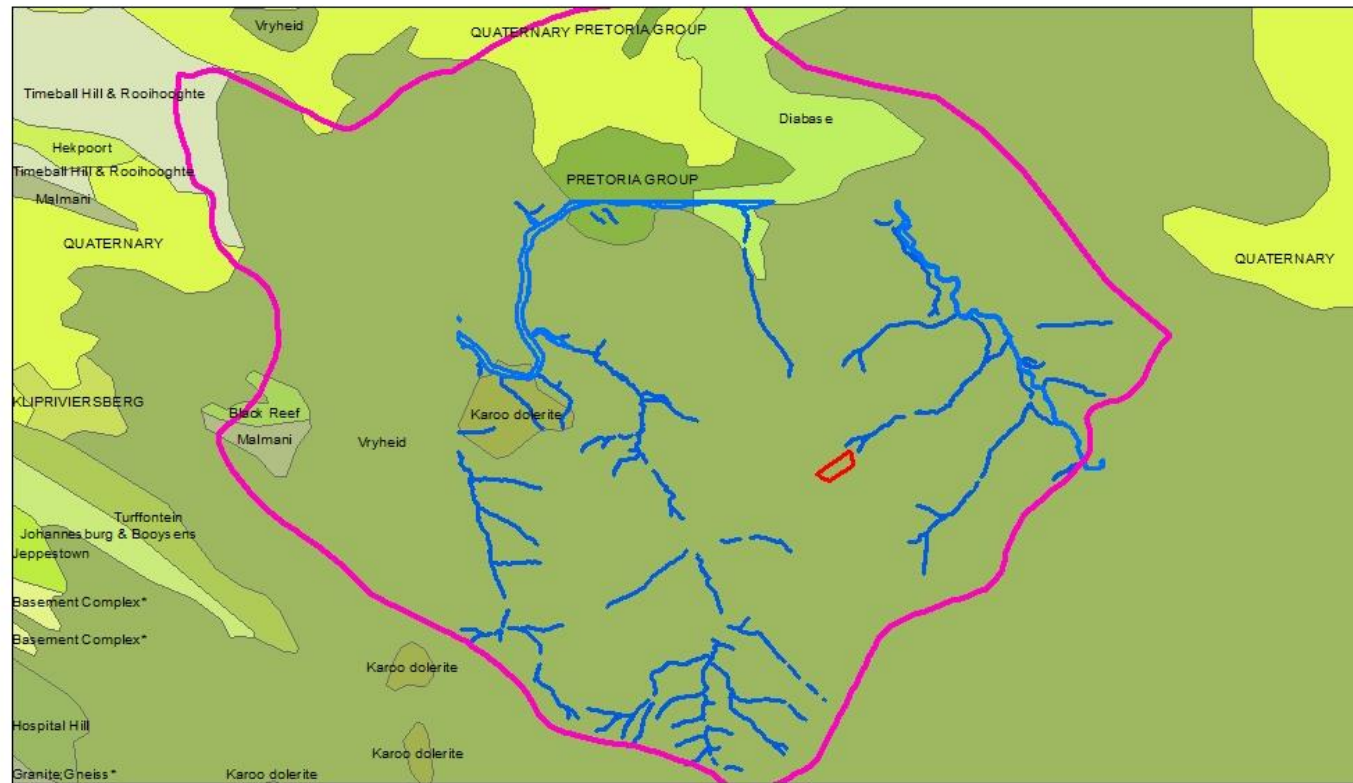 Vryheid
QUATERNARY
PRETORIA GROUP
Timeball Hill & Rooihooghte
Diabase
Hekpoort
Timeball Hill & Rooihooghte
Malmani
PRETORIA GROUP
QUATERNARY
QUATERNARY
KLIPRIVIERSBERG
Black Reef
Karoo dolerite
Malmani
Vryheid
Turffontein
Johannesburg & Booysens
Jeppestown
Basement Complex*
Basement Complex*
Karoo dolerite
Hospital Hill
Karoo dolerite
Granite;Gneiss*
Karoo dolerite